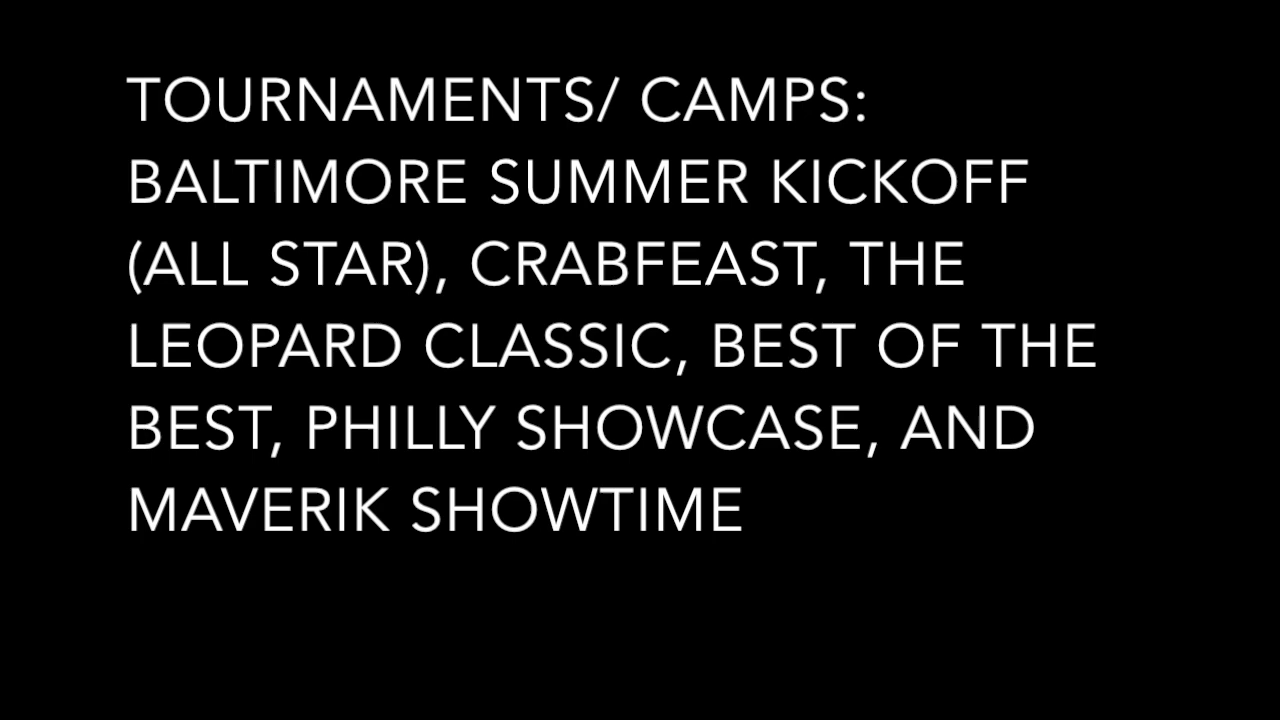 TOURNAMENTS/ CAMPS:
BALTIMORE SUMMER KICKOFF
(ALL STAR), CRABFEAST, THE
LEOPARD CLASSIC, BEST OF THE
BEST, PHILLY SHOWCASE, AND
MAVERIK SHOWTIME